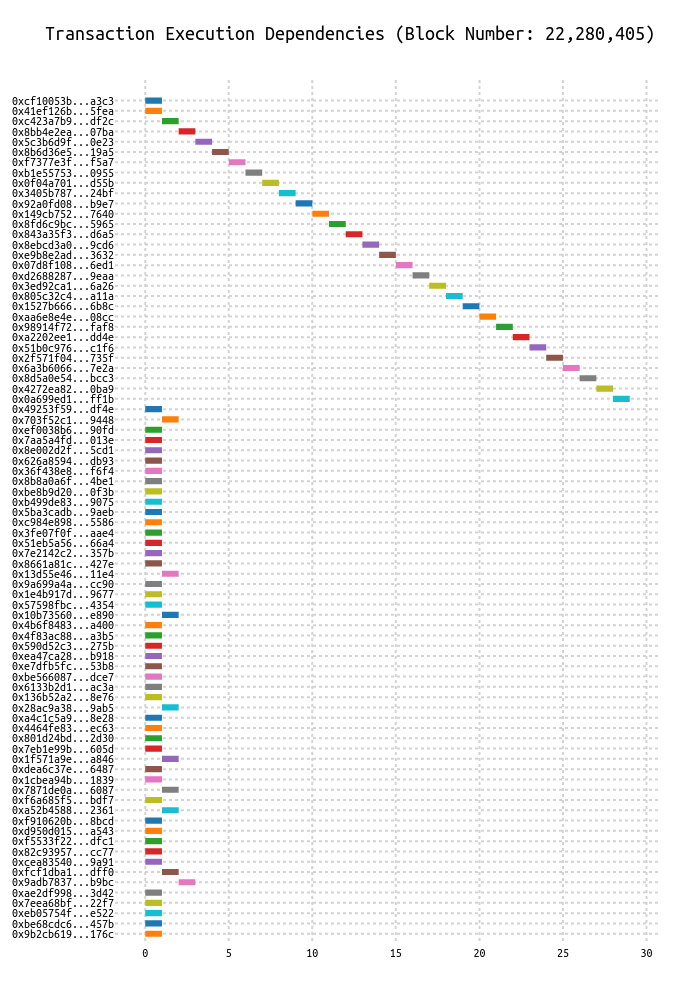 Transaction Execution Dependencies (Block Number: 22,280,405)
0xcf10053b...a3c3
0x41ef126b...5fea
0xc423a7b9...df2c
0x8bb4e2ea...07ba
0x5c3b6d9f...0e23
0x8b6d36e5...19a5
0xf7377e3f...f5a7
0xb1e55753...0955
0x0f04a701...d55b
0x3405b787...24bf
0x92a0fd08...b9e7
0x149cb752...7640
0x8fd6c9bc...5965
0x843a35f3...d6a5
0x8ebcd3a0...9cd6
0xe9b8e2ad...3632
0x07d8f108...6ed1
0xd2688287...9eaa
0x3ed92ca1...6a26
0x805c32c4...a11a
0x1527b666...6b8c
0xaa6e8e4e...08cc
0x98914f72...faf8
0xa2202ee1...dd4e
0x51b0c976...c1f6
0x2f571f04...735f
0x6a3b6066...7e2a
0x8d5a0e54...bcc3
0x4272ea82...0ba9
0x0a699ed1...ff1b
0x49253f59...df4e
0x703f52c1...9448
0xef0038b6...90fd
0x7aa5a4fd...013e
0x8e002d2f...5cd1
0x626a8594...db93
0x36f438e8...f6f4
0x8b8a0a6f...4be1
0xbe8b9d20...0f3b
0xb499de83...9075
0x5ba3cadb...9aeb
0xc984e898...5586
0x3fe07f0f...aae4
0x51eb5a56...66a4
0x7e2142c2...357b
0x8661a81c...427e
0x13d55e46...11e4
0x9a699a4a...cc90
0x1e4b917d...9677
0x57598fbc...4354
0x10b73560...e890
0x4b6f8483...a400
0x4f83ac88...a3b5
0x590d52c3...275b
0xea47ca28...b918
0xe7dfb5fc...53b8
0xbe566087...dce7
0x6133b2d1...ac3a
0x136b52a2...8e76
0x28ac9a38...9ab5
0xa4c1c5a9...8e28
0x4464fe83...ec63
0x801d24bd...2d30
0x7eb1e99b...605d
0x1f571a9e...a846
0xdea6c37e...6487
0x1cbea94b...1839
0x7871de0a...6087
0xf6a685f5...bdf7
0xa52b4588...2361
0xf910620b...8bcd
0xd950d015...a543
0xf5533f22...dfc1
0x82c93957...cc77
0xcea83540...9a91
0xfcf1dba1...dff0
0x9adb7837...b9bc
0xae2df998...3d42
0x7eea68bf...22f7
0xeb05754f...e522
0xbe68cdc6...457b
0x9b2cb619...176c
0 5 10 15 20 25 30